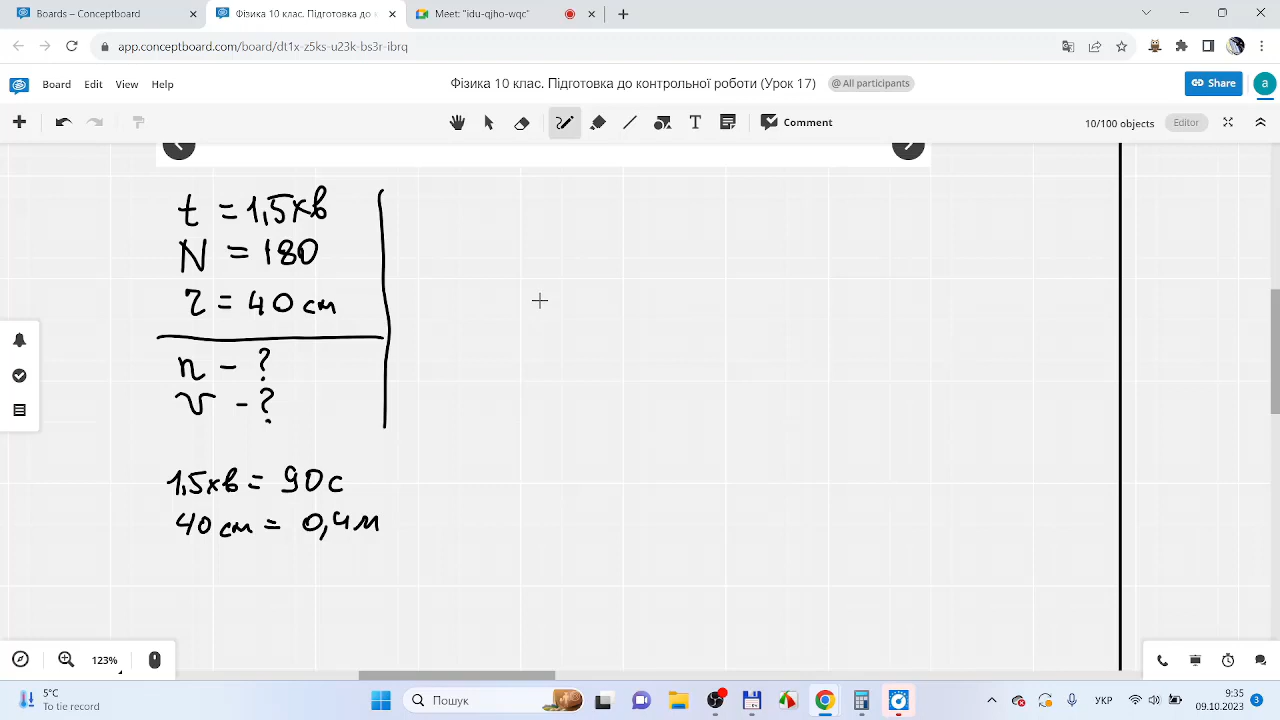 Boards – Conceptboard
Фізика 10 клас. Підготовка до
Meet: "idu-qjho-wqc"
app.conceptboard.com/board/dt1x-z5ks-u23k-bs3r-ibrq
Board Edit View Help
Фізика 10 клас. Підготовка до контрольної роботи (Урок 17)
@ All participants
Share
a
T
Comment
10/100 objects
Editor
t = 1,5хв
N = 180
r = 40 см
n - ?
v - ?
1,5хв = 90 с
40 см = 0,4 м
123%
5°C
To tie record
Пошук
УКР
9:35
09.10.2023
3